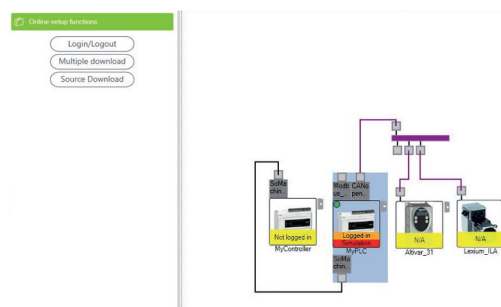 Online setup functions
Login/Logout
Multiple download
Source Download
SoMa
chin...
Modb
us_...
CANo
pen...
Not logged in
MyController
Logged in
Simulation
MyPLC
SoMa
chin...
N/A
Altivar_31
N/A
Lexium_ILA